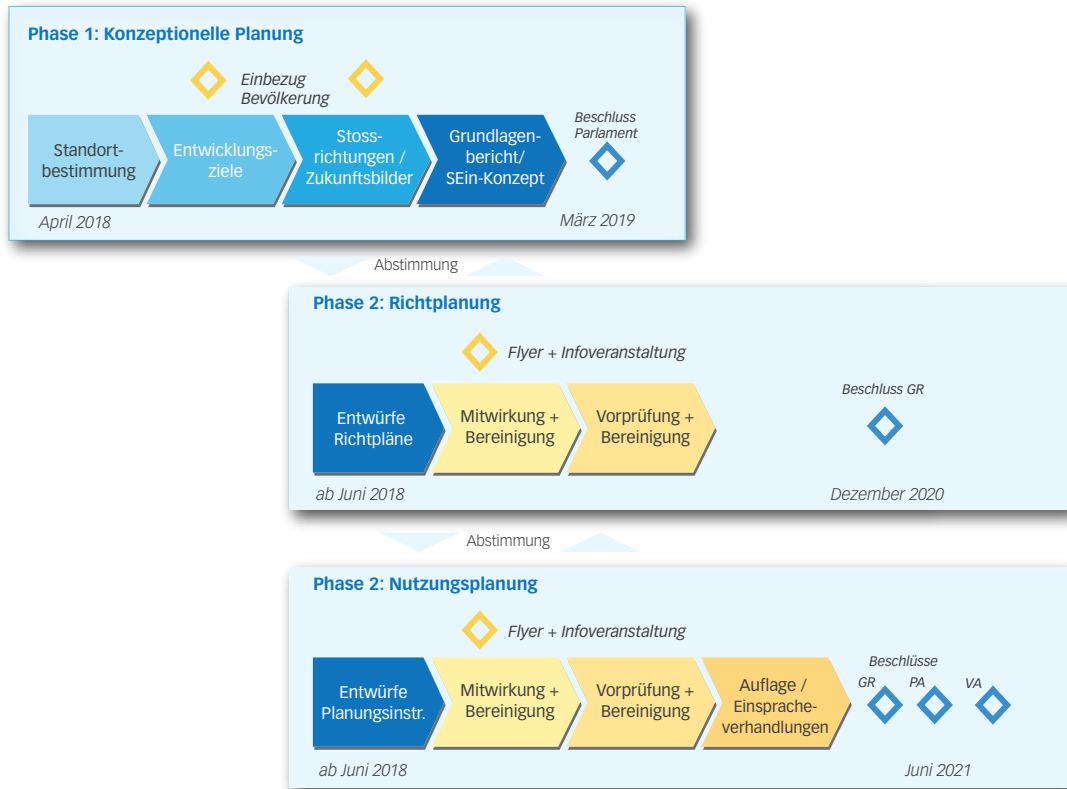 Phase 1: Konzeptionelle Planung
Einbezug
Bevölkerung
Standort-
bestimmung
Entwicklungs-
ziele
Stoss-
richtungen /
Zukunftsbilder
Grundlagen-
bericht/
SEin-Konzept
Beschluss
Parlament
April 2018
März 2019
Abstimmung
Phase 2: Richtplanung
Flyer + Infoveranstaltung
Entwürfe
Richtpläne
Mitwirkung +
Bereinigung
Vorprüfung +
Bereinigung
Beschluss GR
ab Juni 2018
Dezember 2020
Abstimmung
Phase 2: Nutzungsplanung
Flyer + Infoveranstaltung
Entwürfe
Planungsinstr.
Mitwirkung +
Bereinigung
Vorprüfung +
Bereinigung
Auflage /
Einsprache-
verhandlungen
Beschlüsse
GR PA VA
ab Juni 2018
Juni 2021